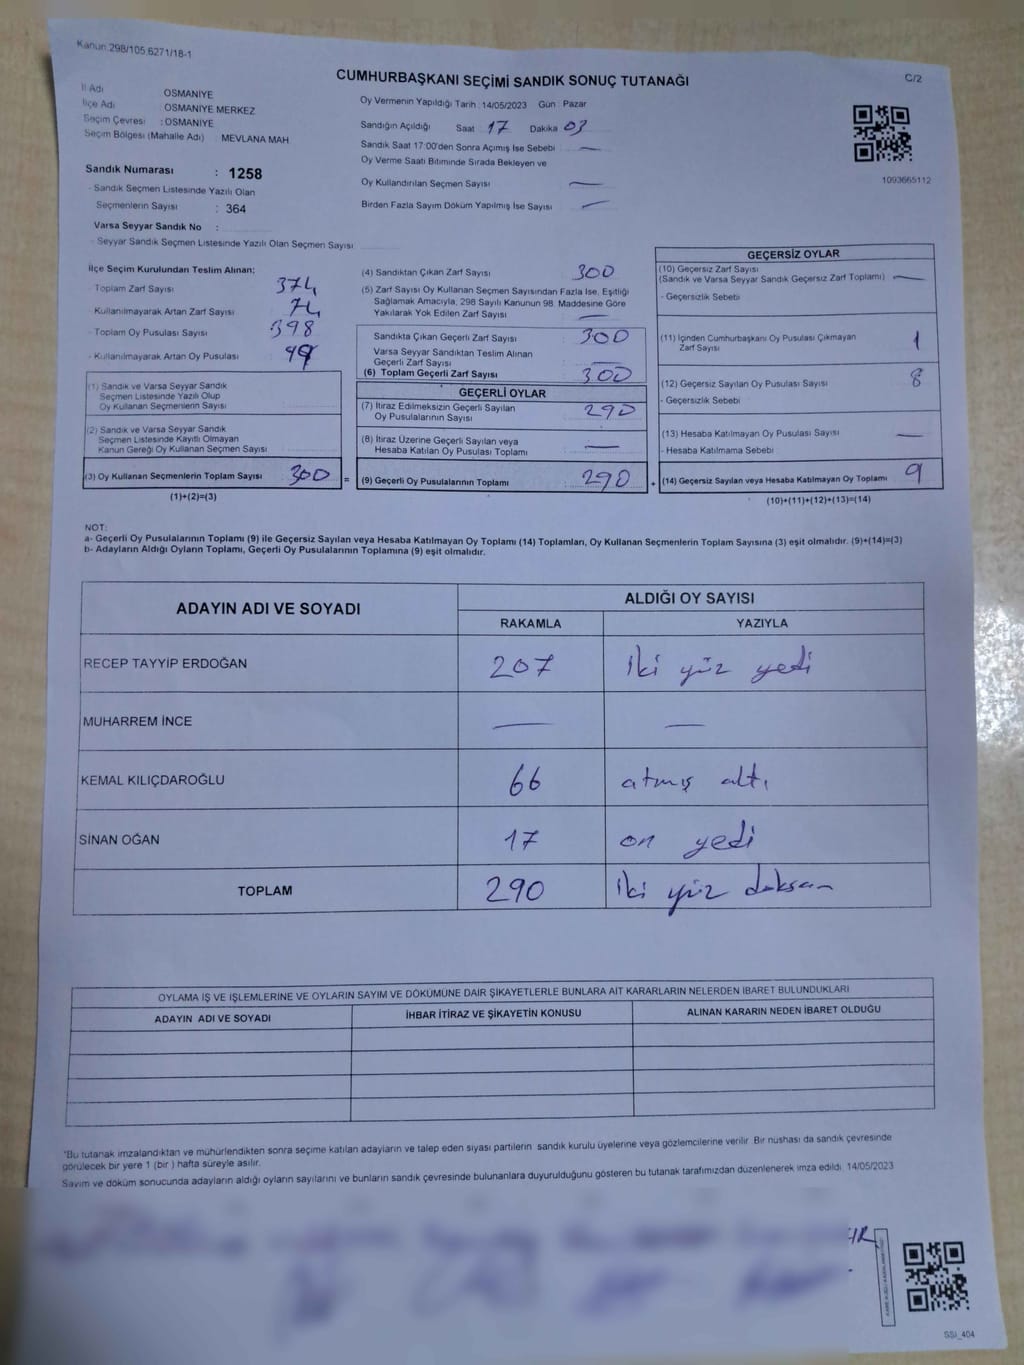 Kanun 298/105.6271/18-1
CUMHURBAŞKANI SEÇİMİ SANDIK SONUÇ TUTANAĞI
C/2
İl Adı OSMANİYE
İlçe Adı : OSMANIYE MERKEZ
Seçim Çevresi : OSMANİYE
Seçim Bölgesi (Mahalle Adı) : MEVLANA MAH
Oy Vermenin Yapıldığı Tarih : 14/05/2023 Gün : Pazar
Sandığın Açıldığı Saat 17 Dakika 03
Sandık Saat 17:00'den Sonra Açımış İse Sebebi —
Oy Verme Saati Bitiminde Sırada Bekleyen ve
Oy Kullandırılan Seçmen Sayısı —
Birden Fazla Sayım Döküm Yapılmış İse Sayısı —
1093665112
Sandık Numarası : 1258
- Sandık Seçmen Listesinde Yazılı Olan
Seçmenlerin Sayısı : 364
Varsa Seyyar Sandık No :
- Seyyar Sandık Seçmen Listesinde Yazılı Olan Seçmen Sayısı
İlçe Seçim Kurulundan Teslim Alınan;
- Toplam Zarf Sayısı 374
- Kullanılmayarak Artan Zarf Sayısı 74
- Toplam Oy Pusulası Sayısı 398
- Kullanılmayarak Artan Oy Pusulası
(1) Sandık ve Varsa Seyyar Sandık
Seçmen Listesinde Yazılı Olup
Oy Kullanan Seçmenlerin Sayısı
(2) Sandık ve Varsa Seyyar Sandık
Seçmen Listesinde Kayıtlı Olmayan
Kanun Gereği Oy Kullanan Seçmen Sayısı
(3) Oy Kullanan Seçmenlerin Toplam Sayısı 300 =
(1)+(2)=(3)
(4) Sandıktan Çıkan Zarf Sayısı 300
(5) Zarf Sayısı Oy Kullanan Seçmen Sayısından Fazla İse, Eşitliği
Sağlamak Amacıyla, 298 Sayılı Kanunun 98. Maddesine Göre
Yakılarak Yok Edilen Zarf Sayısı —
Sandıkta Çıkan Geçerli Zarf Sayısı 300
Varsa Seyyar Sandıktan Teslim Alınan
Geçerli Zarf Sayısı —
(6) Toplam Geçerli Zarf Sayısı 300
GEÇERLİ OYLAR
(7) İtiraz Edilmeksizin Geçerli Sayılan
Oy Pusulalarının Sayısı 290
(8) İtiraz Üzerine Geçerli Sayılan veya
Hesaba Katılan Oy Pusulası Toplamı —
(9) Geçerli Oy Pusulalarının Toplamı 290 +
GEÇERSİZ OYLAR
(10) Geçersiz Zarf Sayısı
(Sandık ve Varsa Seyyar Sandık Geçersiz Zarf Toplamı) —
- Geçersizlik Sebebi
(11) İçinden Cumhurbaşkanı Oy Pusulası Çıkmayan
Zarf Sayısı 1
(12) Geçersiz Sayılan Oy Pusulası Sayısı 8
- Geçersizlik Sebebi
(13) Hesaba Katılmayan Oy Pusulası Sayısı —
- Hesaba Katılmama Sebebi
(14) Geçersiz Sayılan veya Hesaba Katılmayan Oy Toplamı 9
(10)+(11)+(12)+(13)=(14)
NOT:
a- Geçerli Oy Pusulalarının Toplamı (9) ile Geçersiz Sayılan veya Hesaba Katılmayan Oy Toplamı (14) Toplamları, Oy Kullanan Seçmenlerin Toplam Sayısına (3) eşit olmalıdır. (9)+(14)=(3)
b- Adayların Aldığı Oyların Toplamı, Geçerli Oy Pusulalarının Toplamına (9) eşit olmalıdır.
ADAYIN ADI VE SOYADI ALDIĞI OY SAYISI
RAKAMLA YAZIYLA
RECEP TAYYİP ERDOĞAN 207 iki yüz yedi
MUHARREM İNCE — —
KEMAL KILIÇDAROĞLU 66 atmış altı
SİNAN OĞAN 17 on yedi
TOPLAM 290 iki yüz doksan
OYLAMA İŞ VE İŞLEMLERİNE VE OYLARIN SAYIM VE DÖKÜMÜNE DAİR ŞİKAYETLERLE BUNLARA AİT KARARLARIN NELERDEN İBARET BULUNDUKLARI
ADAYIN ADI VE SOYADI İHBAR İTİRAZ VE ŞİKAYETİN KONUSU ALINAN KARARIN NEDEN İBARET OLDUĞU
"Bu tutanak imzalandıktan ve mühürlendikten sonra seçime katılan adayların ve talep eden siyasi partilerin sandık kurulu üyelerine veya gözlemcilerine verilir. Bir nüshası da sandık çevresinde
görülecek bir yere 1 (bir ) hafta süreyle asılır.
Sayım ve döküm sonucunda adayların aldığı oyların sayılarını ve bunların sandık çevresinde bulunanlara duyurulduğunu gösteren bu tutanak tarafımızdan düzenlenerek imza edildi. 14/05/2023
SSİ_404